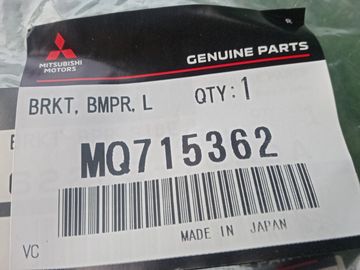 MITSUBISHI
MOTORS
GENUINE PARTS
BRKT, BMPR, L QTY: 1
MQ715362
VC MADE IN JAPAN